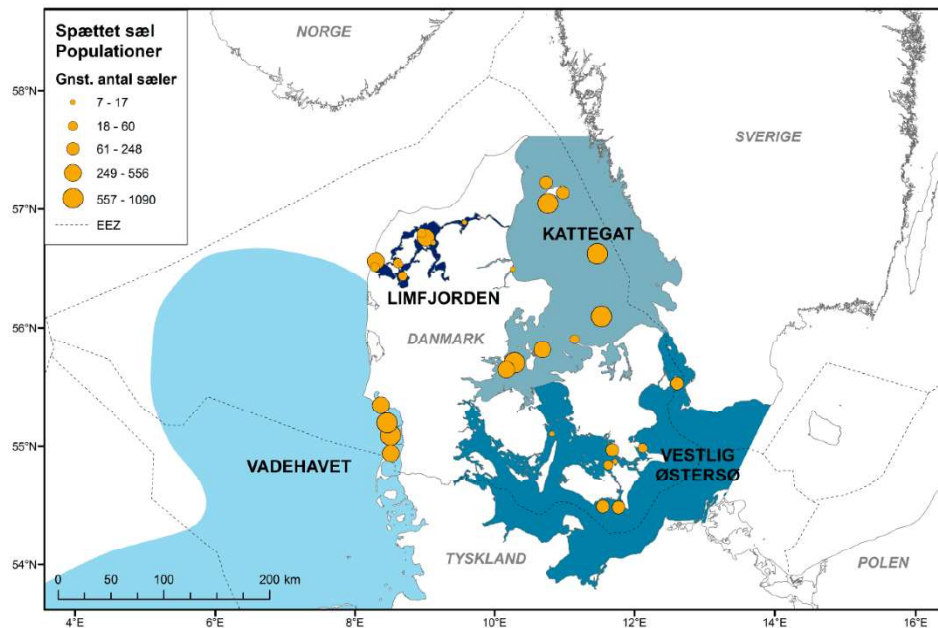 Spættet sæl
Populationer
Gnst. antal sæler
7 - 17
18 - 60
61 - 248
249 - 556
557 - 1090
EEZ
NORGE
SVERIGE
KATTEGAT
LIMFJORDEN
DANMARK
VADEHAVET
VESTLIG
ØSTERSØ
TYSKLAND
POLEN
58°N
57°N
56°N
55°N
54°N
0 50 100 200 km
4°E 6°E 8°E 10°E 12°E 14°E 16°E